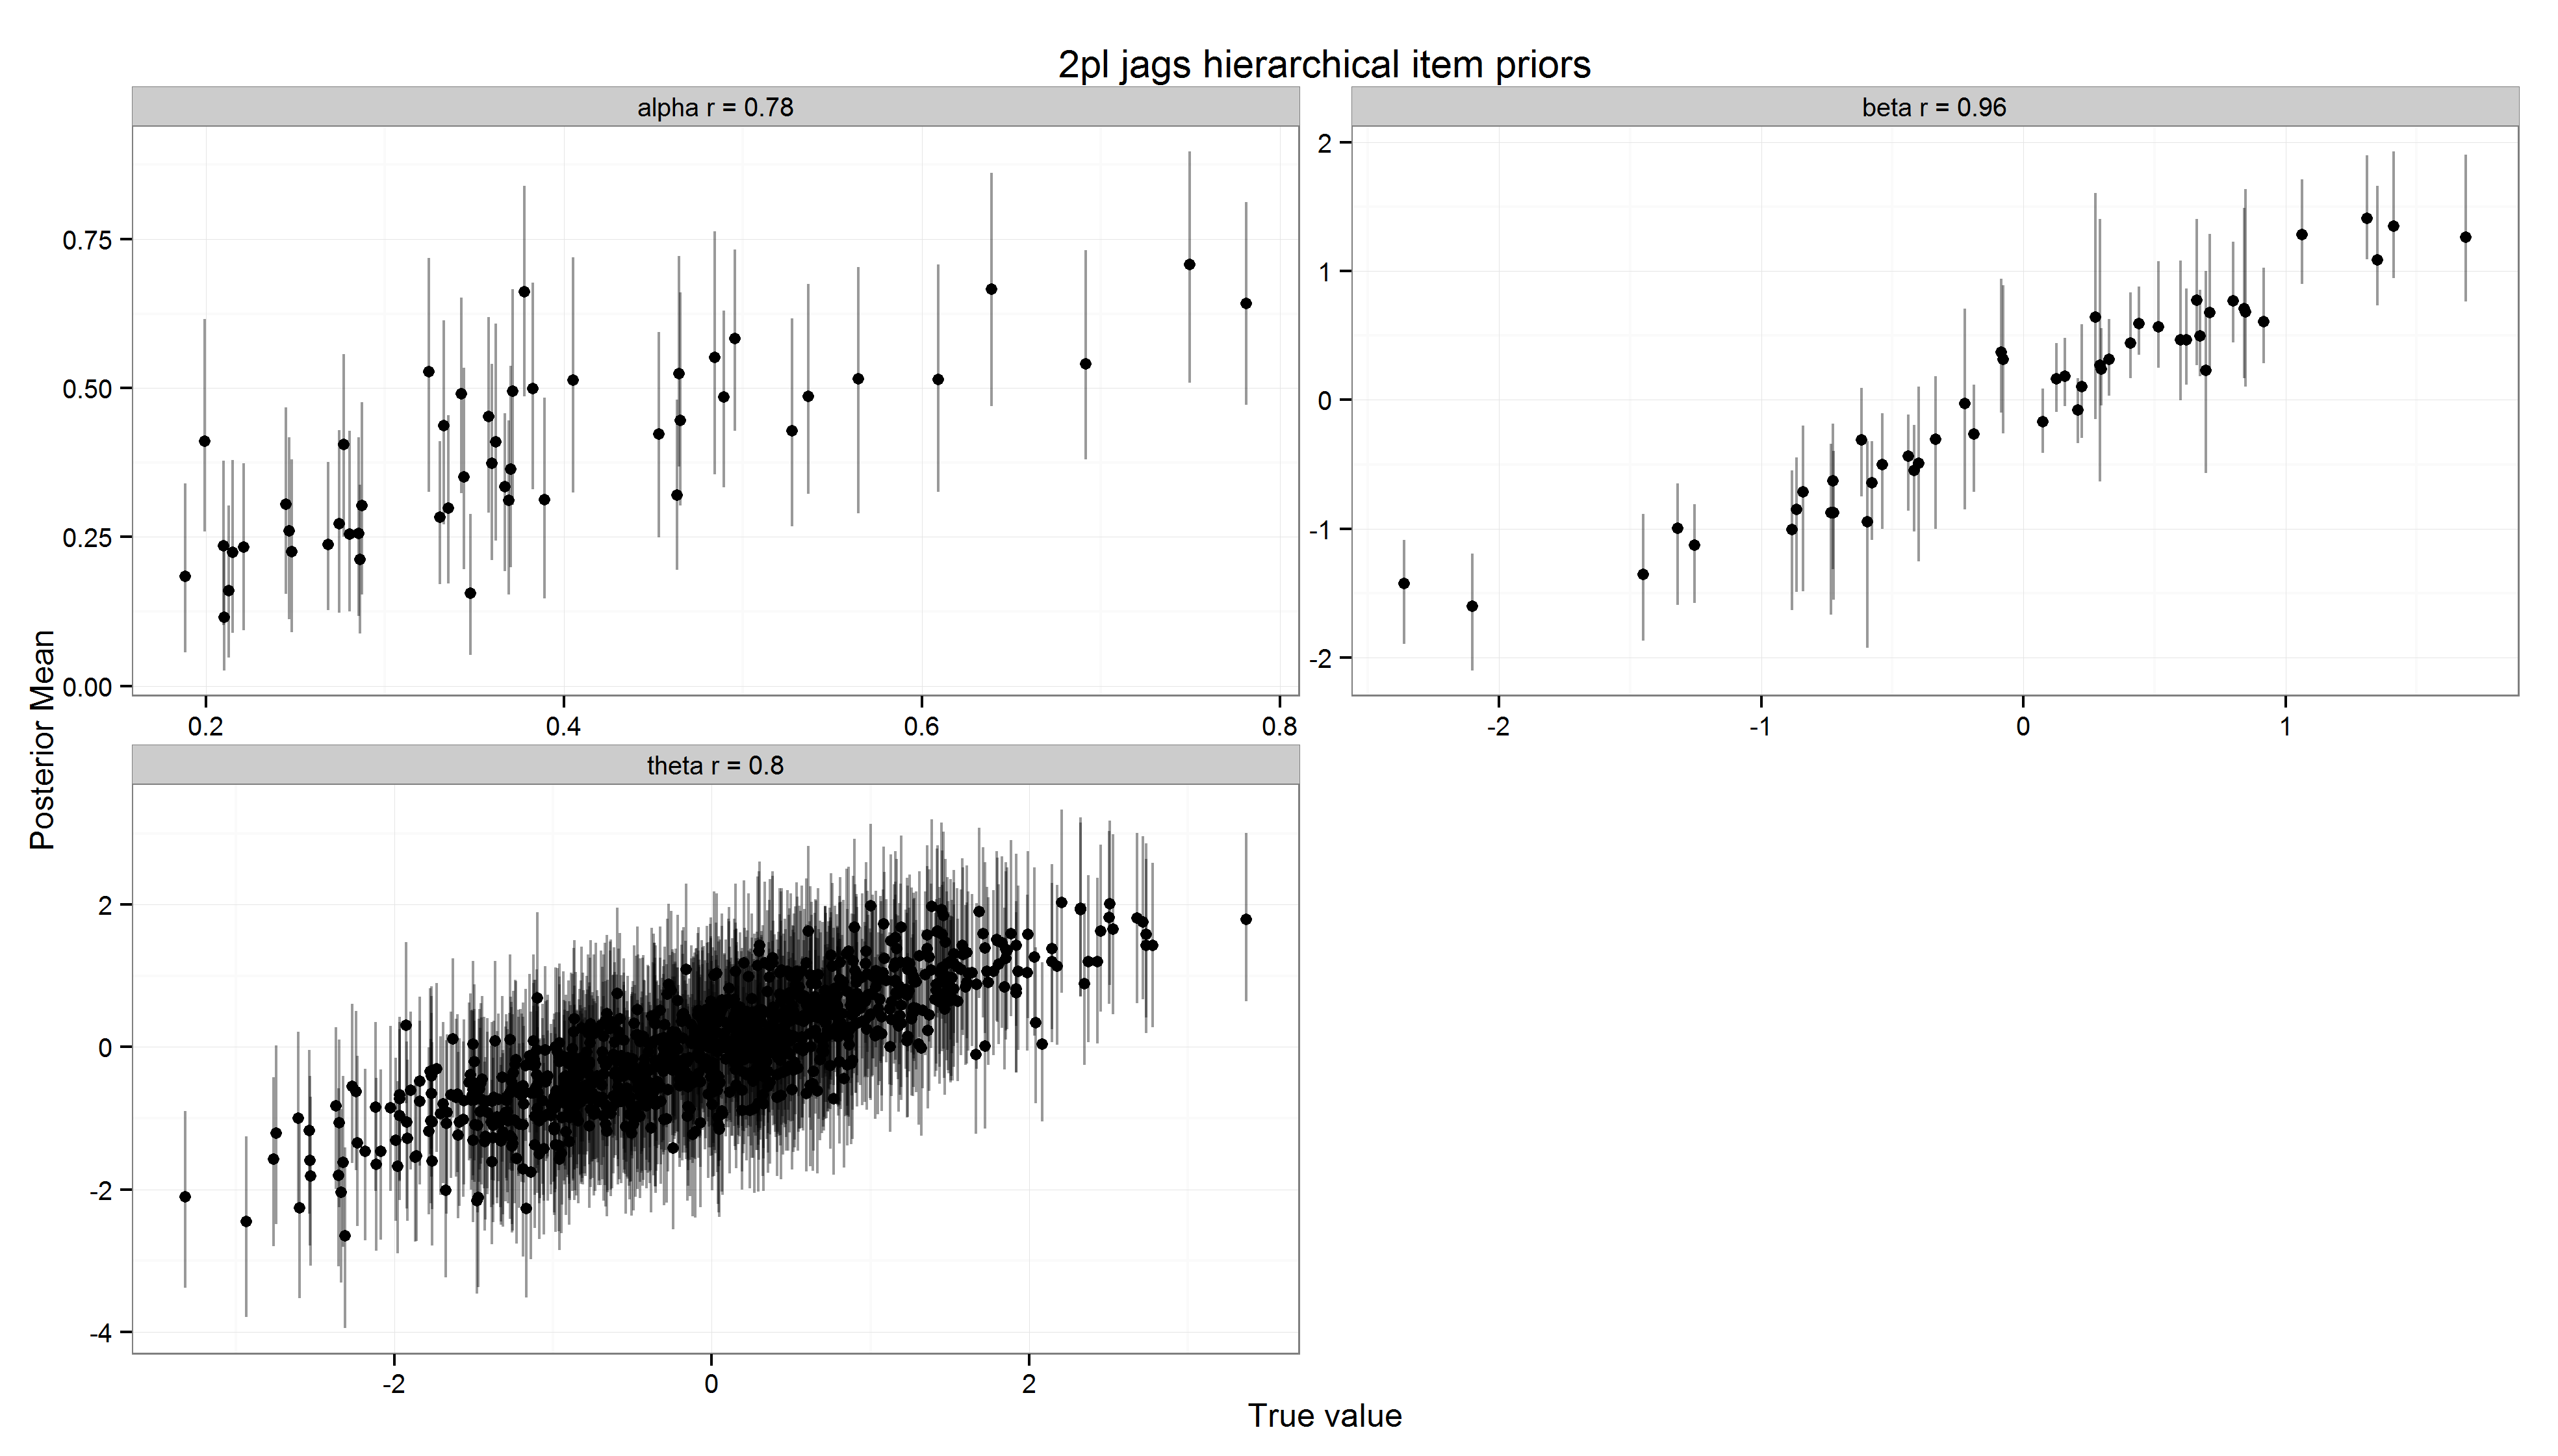 2pl jags hierarchical item priors
alpha r = 0.78
beta r = 0.96
0.75
0.50
0.25
0.00
0.2 0.4 0.6 0.8
2
1
0
-1
-2
-2 -1 0 1
theta r = 0.8
2
0
-2
-4
-2 0 2
Posterior Mean
True value